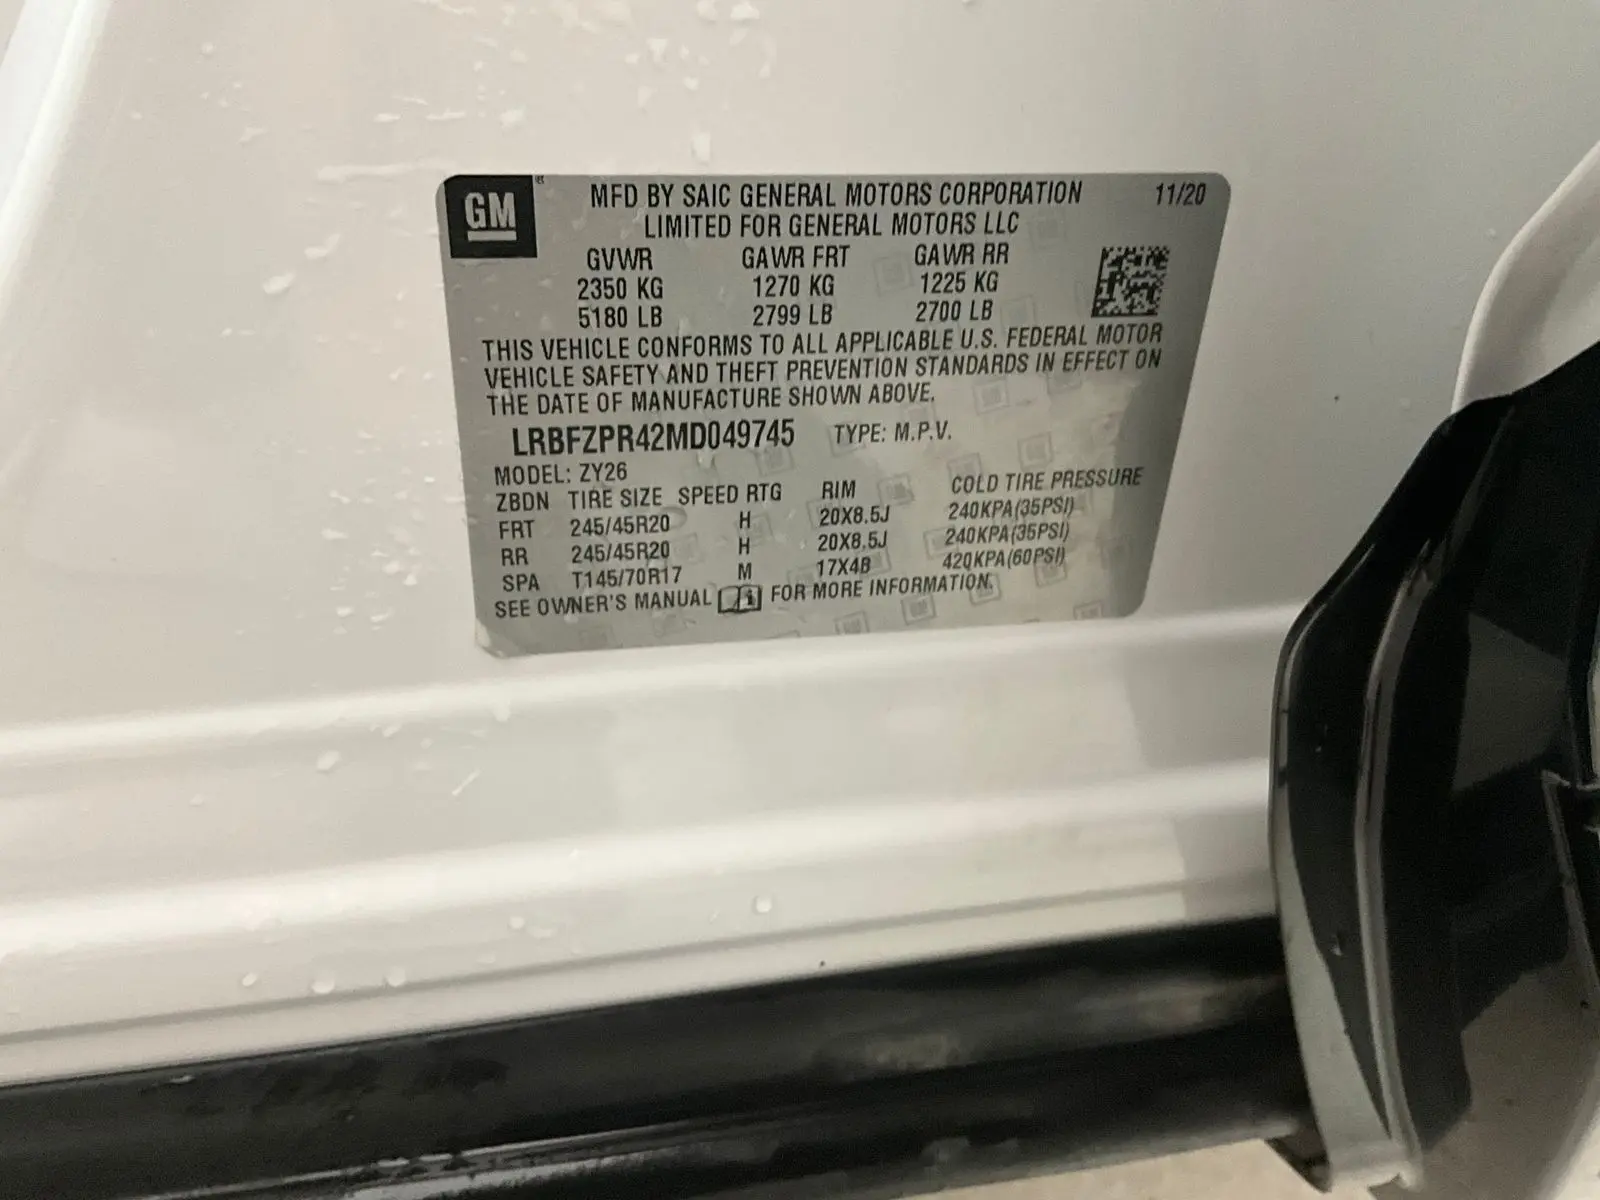 GM
MFD BY SAIC GENERAL MOTORS CORPORATION 11/20
LIMITED FOR GENERAL MOTORS LLC
GVWR GAWR FRT GAWR RR
2350 KG 1270 KG 1225 KG
5180 LB 2799 LB 2700 LB
THIS VEHICLE CONFORMS TO ALL APPLICABLE U.S. FEDERAL MOTOR
VEHICLE SAFETY AND THEFT PREVENTION STANDARDS IN EFFECT ON
THE DATE OF MANUFACTURE SHOWN ABOVE.
LRBFZPR42MD049745 TYPE: M.P.V.
MODEL: ZY26
ZBDN TIRE SIZE SPEED RTG RIM COLD TIRE PRESSURE
FRT 245/45R20 H 20X8.5J 240KPA(35PSI)
RR 245/45R20 H 20X8.5J 240KPA(35PSI)
SPA T145/70R17 M 17X4B 420KPA(60PSI)
SEE OWNER'S MANUAL i FOR MORE INFORMATION.